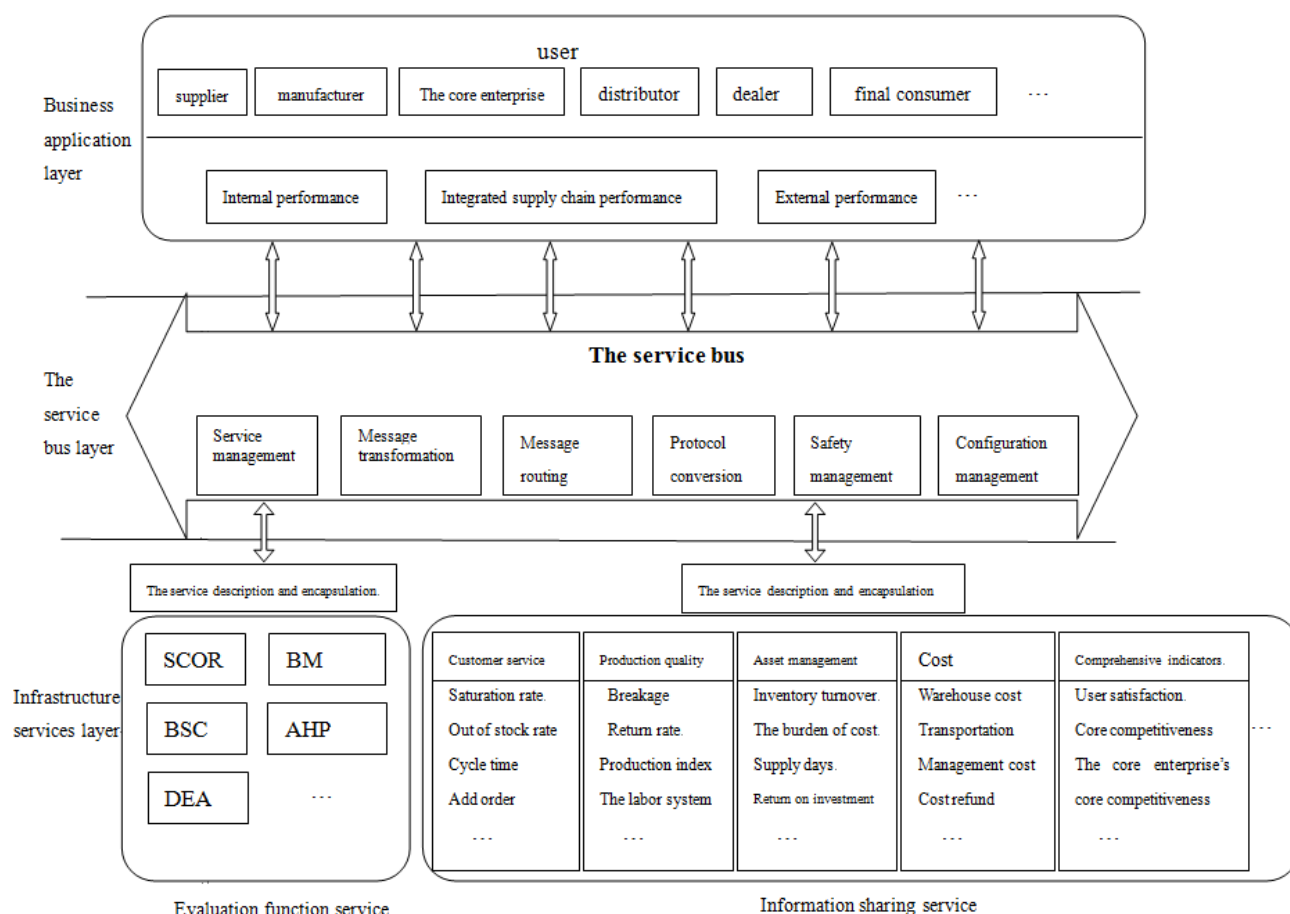 user
supplier
manufacturer
The core enterprise
distributor
dealer
final consumer
...
Business
application
layer
Internal performance
Integrated supply chain performance
External performance
...
The service bus
The
service
bus layer
Service
management
Message
transformation
Message
routing
Protocol
conversion
Safety
management
Configuration
management
The service description and encapsulation.
The service description and encapsulation
Infrastructure
services layer
SCOR
BM
BSC
AHP
DEA
...
Customer service
Saturation rate.
Out of stock rate
Cycle time
Add order
...
Production quality
Breakage
Return rate.
Production index
The labor system
...
Asset management
Inventory turnover.
The burden of cost.
Supply days.
Return on investment
...
Cost
Warehouse cost
Transportation
Management cost
Cost refund
...
Comprehensive indicators.
User satisfaction.
Core competitiveness
The core enterprise's
core competitiveness
...
...
Evaluation function service
Information sharing service